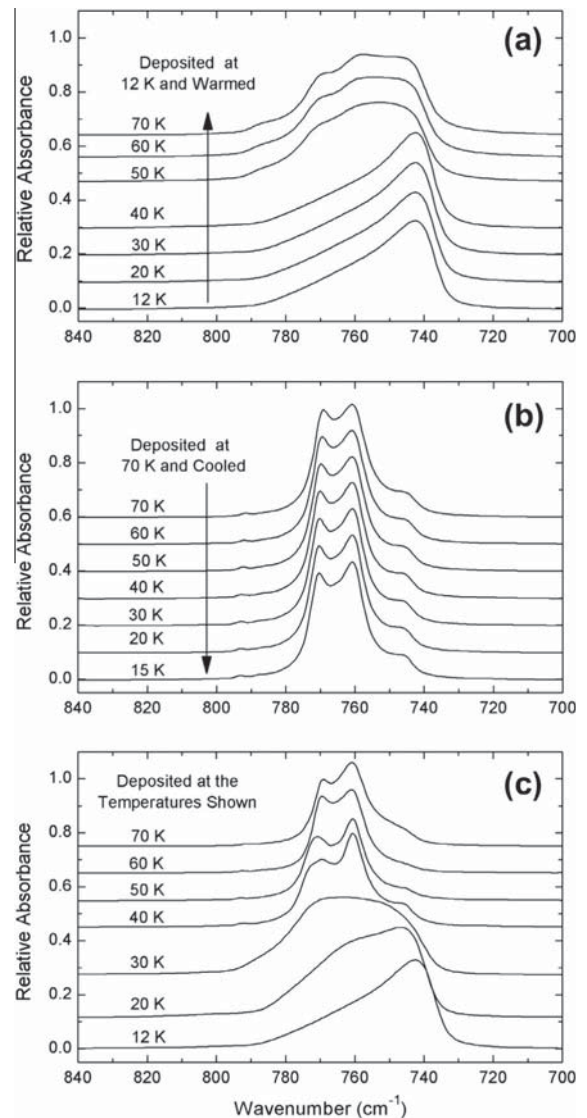 (a)
Deposited at
12 K and Warmed
70 K
60 K
50 K
40 K
30 K
20 K
12 K
Relative Absorbance
1.0
0.8
0.6
0.4
0.2
0.0
840 820 800 780 760 740 720 700
(b)
Deposited at
70 K and Cooled
70 K
60 K
50 K
40 K
30 K
20 K
15 K
Relative Absorbance
1.0
0.8
0.6
0.4
0.2
0.0
840 820 800 780 760 740 720 700
(c)
Deposited at the
Temperatures Shown
70 K
60 K
50 K
40 K
30 K
20 K
12 K
Relative Absorbance
1.0
0.8
0.6
0.4
0.2
0.0
840 820 800 780 760 740 720 700
Wavenumber (cm⁻¹)